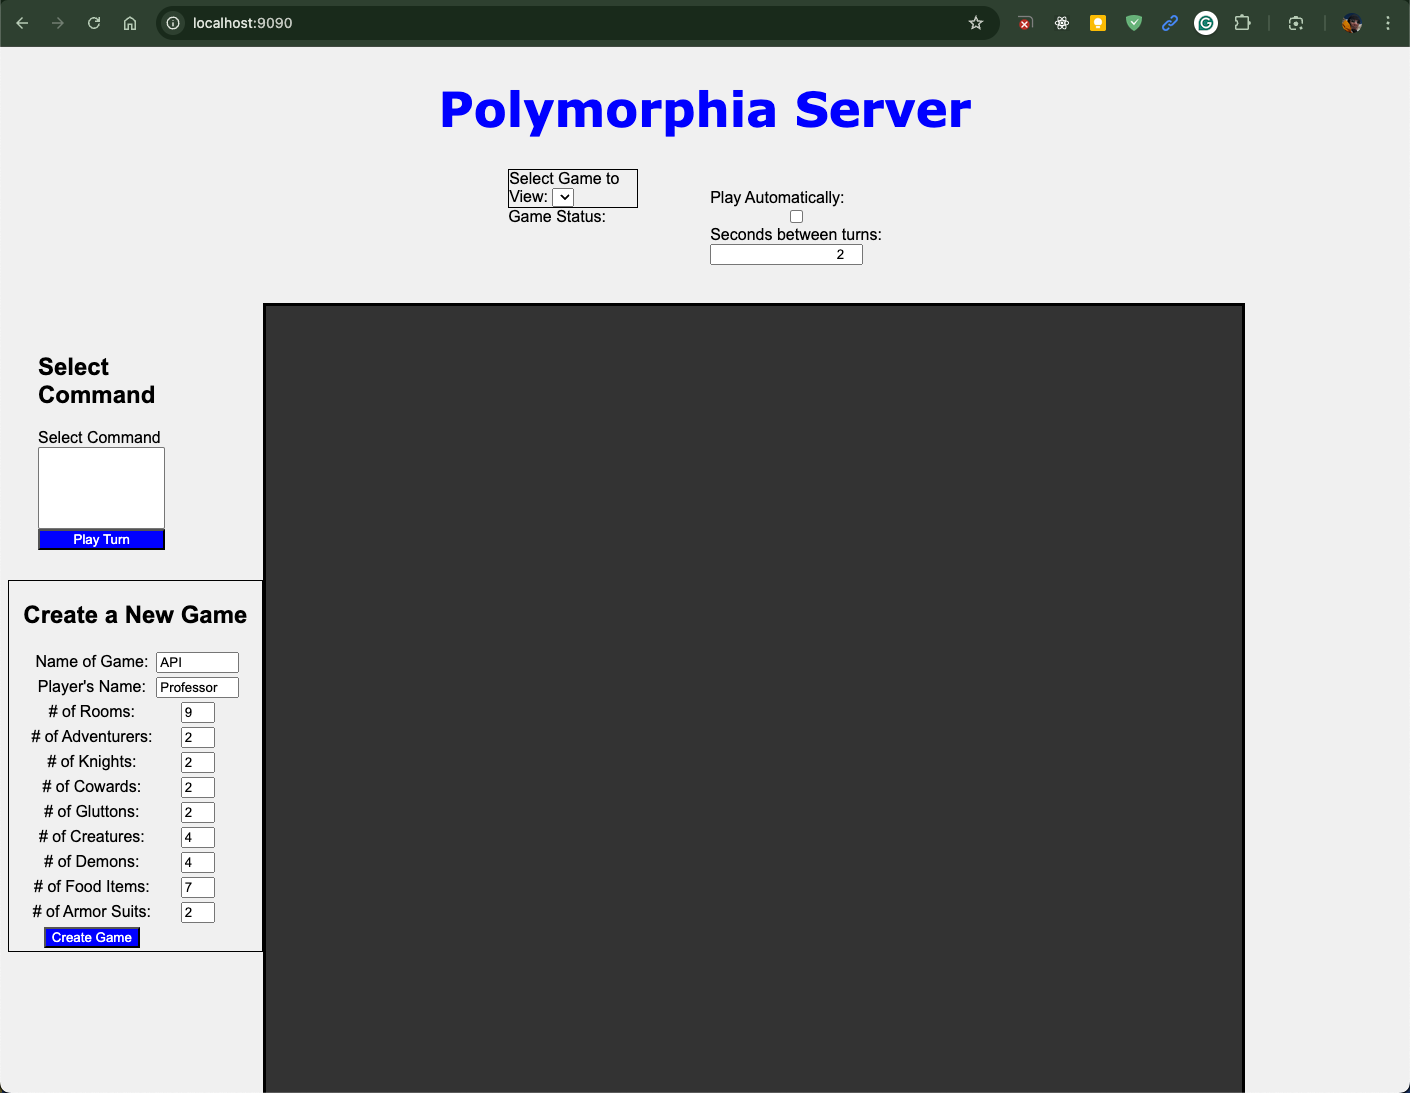 localhost:9090
Polymorphia Server
Select Game to
View:
Game Status:
Play Automatically:
Seconds between turns:
2
Select
Command
Select Command
Play Turn
Create a New Game
Name of Game: API
Player's Name: Professor
# of Rooms: 9
# of Adventurers: 2
# of Knights: 2
# of Cowards: 2
# of Gluttons: 2
# of Creatures: 4
# of Demons: 4
# of Food Items: 7
# of Armor Suits: 2
Create Game